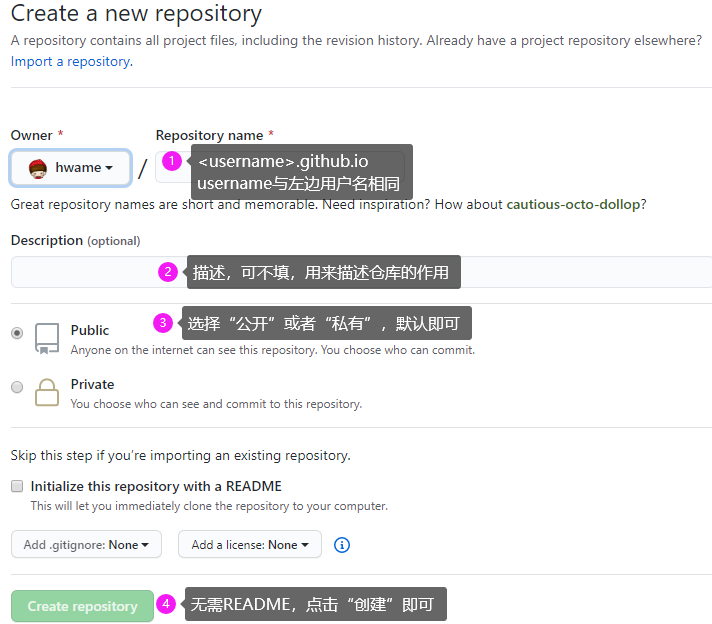 Create a new repository
A repository contains all project files, including the revision history. Already have a project repository elsewhere?
Import a repository.
Owner *
Repository name *
hwame
/
1
<username>.github.io
username与左边用户名相同
Great repository names are short and memorable. Need inspiration? How about cautious-octo-dollop?
Description (optional)
2
描述，可不填，用来描述仓库的作用
3
选择“公开”或者“私有”，默认即可
Public
Anyone on the internet can see this repository. You choose who can commit.
Private
You choose who can see and commit to this repository.
Skip this step if you’re importing an existing repository.
Initialize this repository with a README
This will let you immediately clone the repository to your computer.
Add .gitignore: None
Add a license: None
Create repository
4
无需README，点击“创建”即可